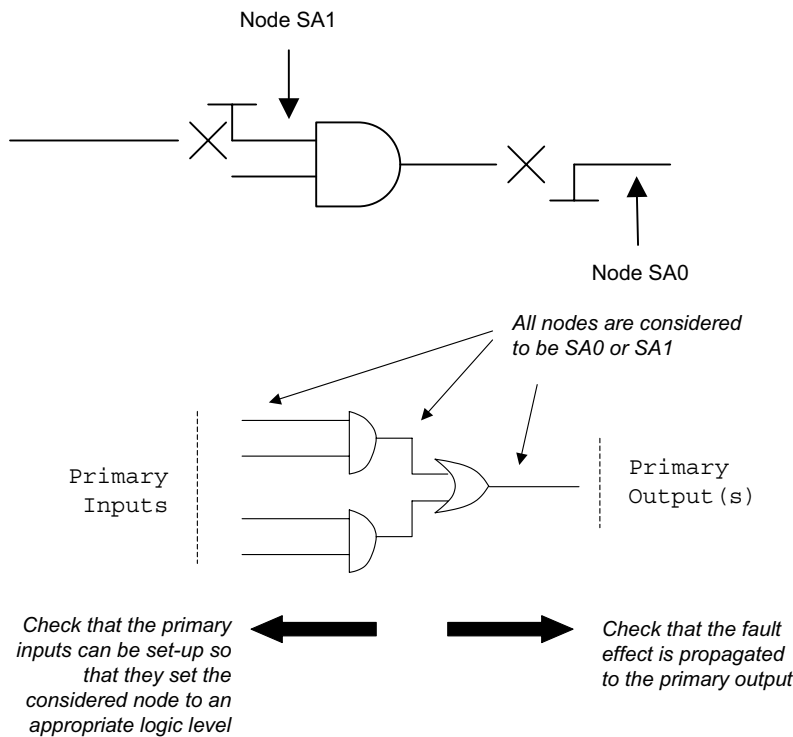 Node SA1
Node SA0
All nodes are considered
to be SA0 or SA1
Primary
Inputs
Primary
Output(s)
Check that the primary
inputs can be set-up so
that they set the
considered node to an
appropriate logic level
Check that the fault
effect is propagated
to the primary output